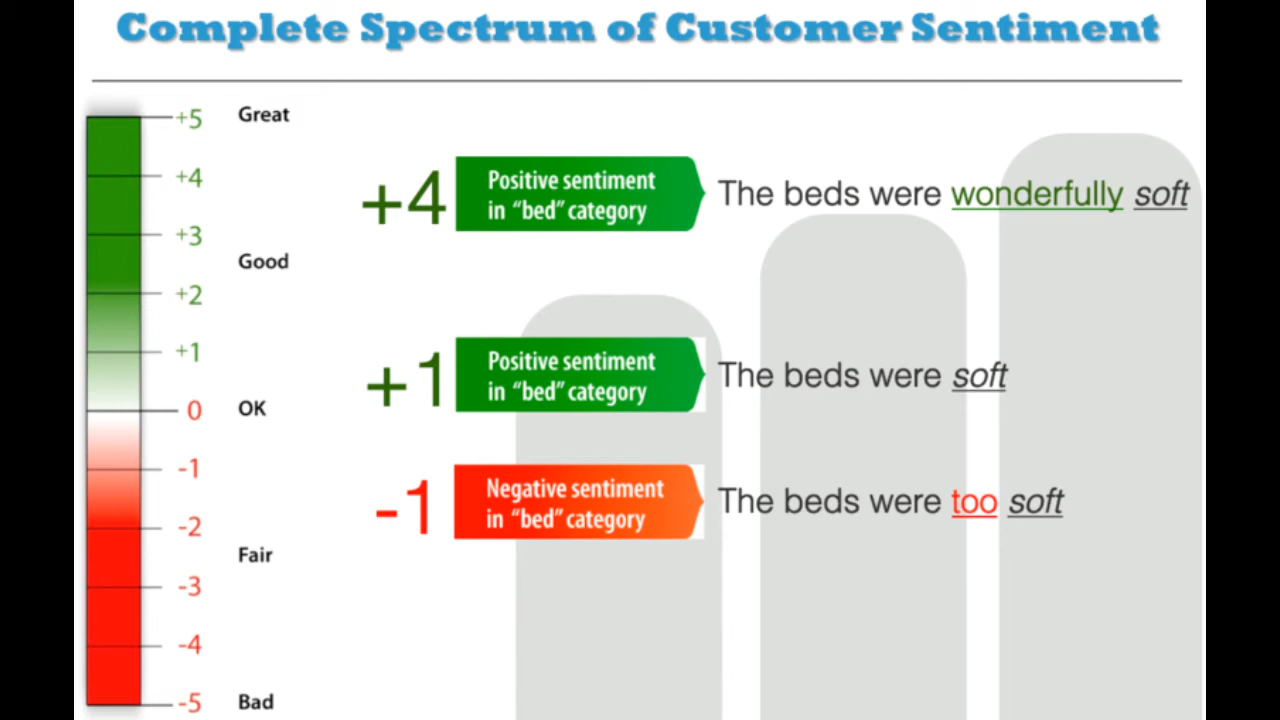 Complete Spectrum of Customer Sentiment
+5 Great
+4
+4 Positive sentiment in “bed” category The beds were wonderfully soft
+3
Good
+2
+1
+1 Positive sentiment in “bed” category The beds were soft
0 OK
-1
-1 Negative sentiment in “bed” category The beds were too soft
-2
Fair
-3
-4
-5 Bad